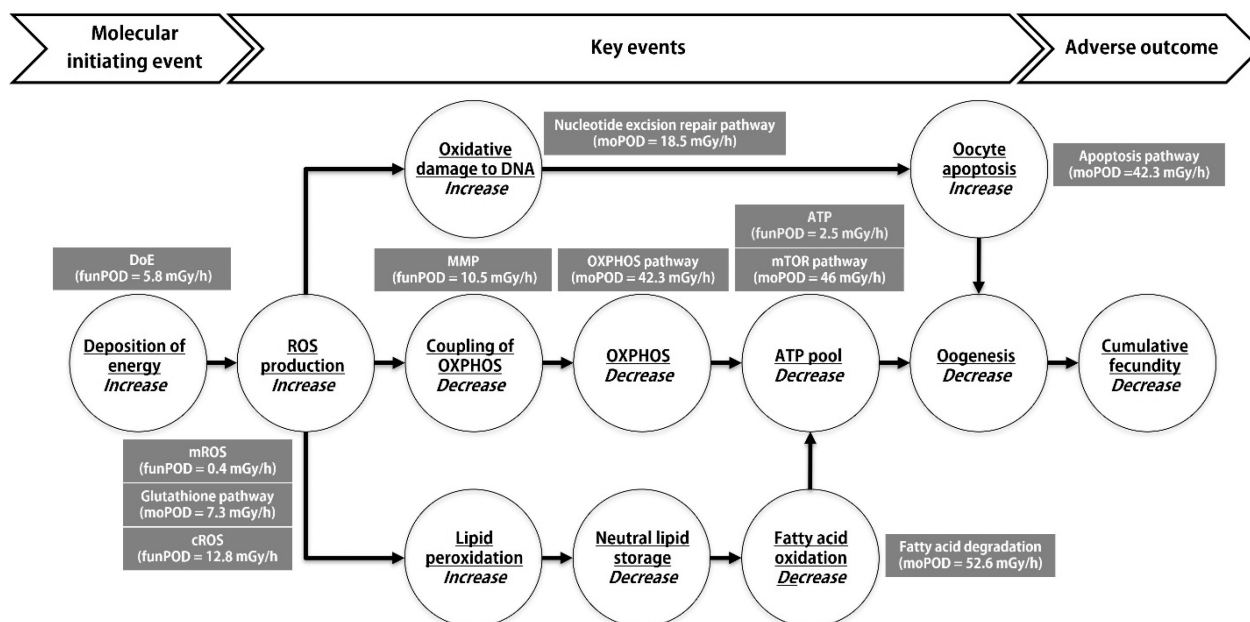 Molecular
initiating event
Key events
Adverse outcome
Oxidative
damage to DNA
Increase
Nucleotide excision repair pathway
(moPOD = 18.5 mGy/h)
Oocyte
apoptosis
Increase
Apoptosis pathway
(moPOD =42.3 mGy/h)
DoE
(funPOD = 5.8 mGy/h)
MMP
(funPOD = 10.5 mGy/h)
OXPHOS pathway
(moPOD = 42.3 mGy/h)
ATP
(funPOD = 2.5 mGy/h)
mTOR pathway
(moPOD = 46 mGy/h)
Deposition of
energy
Increase
ROS
production
Increase
Coupling of
OXPHOS
Decrease
OXPHOS
Decrease
ATP pool
Decrease
Oogenesis
Decrease
Cumulative
fecundity
Decrease
mROS
(funPOD = 0.4 mGy/h)
Glutathione pathway
(moPOD = 7.3 mGy/h)
cROS
(funPOD = 12.8 mGy/h
Lipid
peroxidation
Increase
Neutral lipid
storage
Decrease
Fatty acid
oxidation
Decrease
Fatty acid degradation
(moPOD = 52.6 mGy/h)